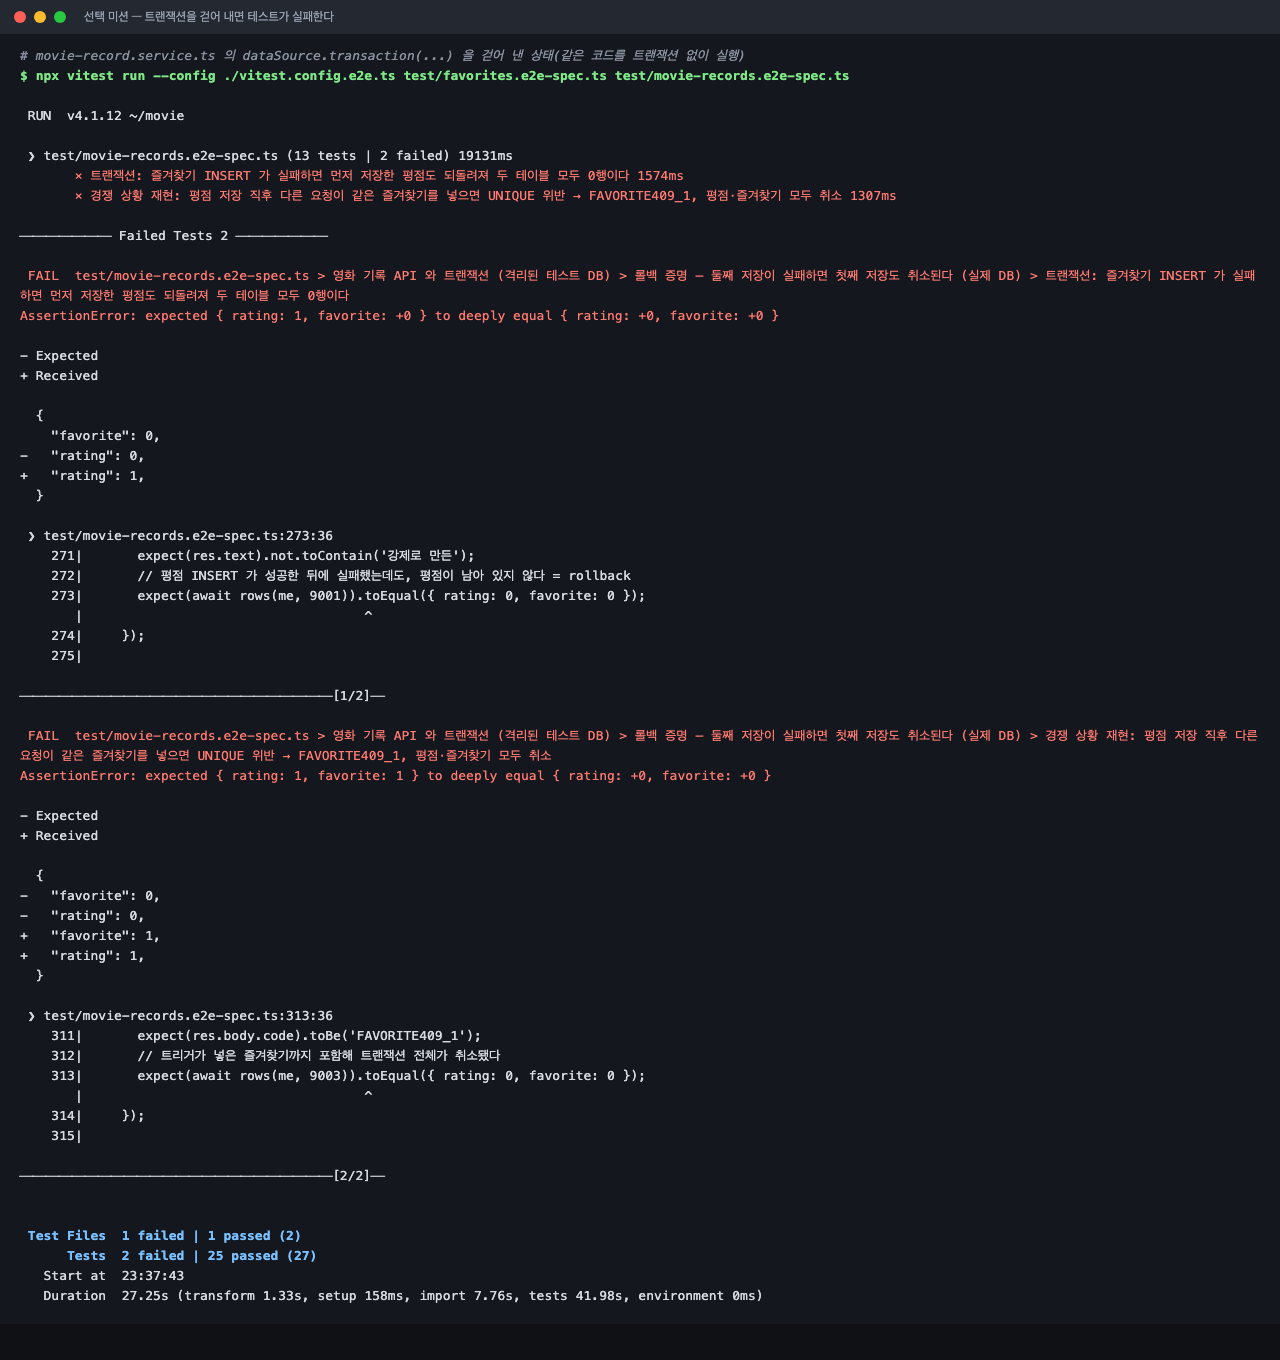 선택 미션 — 트랜잭션을 걷어 내면 테스트가 실패한다
# movie-record.service.ts 의 dataSource.transaction(...) 을 걷어 낸 상태(같은 코드를 트랜잭션 없이 실행)
$ npx vitest run --config ./vitest.config.e2e.ts test/favorites.e2e-spec.ts test/movie-records.e2e-spec.ts
RUN  v4.1.12 ~/movie
❯ test/movie-records.e2e-spec.ts (13 tests | 2 failed) 19131ms
× 트랜잭션: 즐겨찾기 INSERT 가 실패하면 먼저 저장한 평점도 되돌려져 두 테이블 모두 0행이다 1574ms
× 경쟁 상황 재현: 평점 저장 직후 다른 요청이 같은 즐겨찾기를 넣으면 UNIQUE 위반 → FAVORITE409_1, 평점·즐겨찾기 모두 취소 1307ms
──────────── Failed Tests 2 ────────────
FAIL  test/movie-records.e2e-spec.ts > 영화 기록 API 와 트랜잭션 (격리된 테스트 DB) > 롤백 증명 — 둘째 저장이 실패하면 첫째 저장도 취소된다 (실제 DB) > 트랜잭션: 즐겨찾기 INSERT 가 실패
하면 먼저 저장한 평점도 되돌려져 두 테이블 모두 0행이다
AssertionError: expected { rating: 1, favorite: +0 } to deeply equal { rating: +0, favorite: +0 }
- Expected
+ Received
{
"favorite": 0,
-   "rating": 0,
+   "rating": 1,
}
❯ test/movie-records.e2e-spec.ts:273:36
271|       expect(res.text).not.toContain('강제로 만든');
272|       // 평점 INSERT 가 성공한 뒤에 실패했는데도, 평점이 남아 있지 않다 = rollback
273|       expect(await rows(me, 9001)).toEqual({ rating: 0, favorite: 0 });
|                                    ^
274|     });
275|
────────────────────────────────────────[1/2]──
FAIL  test/movie-records.e2e-spec.ts > 영화 기록 API 와 트랜잭션 (격리된 테스트 DB) > 롤백 증명 — 둘째 저장이 실패하면 첫째 저장도 취소된다 (실제 DB) > 경쟁 상황 재현: 평점 저장 직후 다른
요청이 같은 즐겨찾기를 넣으면 UNIQUE 위반 → FAVORITE409_1, 평점·즐겨찾기 모두 취소
AssertionError: expected { rating: 1, favorite: 1 } to deeply equal { rating: +0, favorite: +0 }
- Expected
+ Received
{
-   "favorite": 0,
-   "rating": 0,
+   "favorite": 1,
+   "rating": 1,
}
❯ test/movie-records.e2e-spec.ts:313:36
311|       expect(res.body.code).toBe('FAVORITE409_1');
312|       // 트리거가 넣은 즐겨찾기까지 포함해 트랜잭션 전체가 취소됐다
313|       expect(await rows(me, 9003)).toEqual({ rating: 0, favorite: 0 });
|                                    ^
314|     });
315|
────────────────────────────────────────[2/2]──
Test Files  1 failed | 1 passed (2)
Tests  2 failed | 25 passed (27)
Start at  23:37:43
Duration  27.25s (transform 1.33s, setup 158ms, import 7.76s, tests 41.98s, environment 0ms)